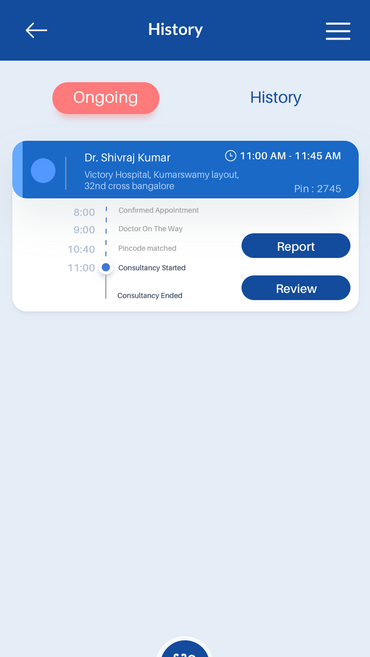 History
Ongoing
History
Dr. Shivraj Kumar
11:00 AM - 11:45 AM
Victory Hospital, Kumarswamy layout,
32nd cross bangalore
Pin : 2745
8:00 Confirmed Appointment
9:00 Doctor On The Way
10:40 Pincode matched
11:00 Consultancy Started
Consultancy Ended
Report
Review